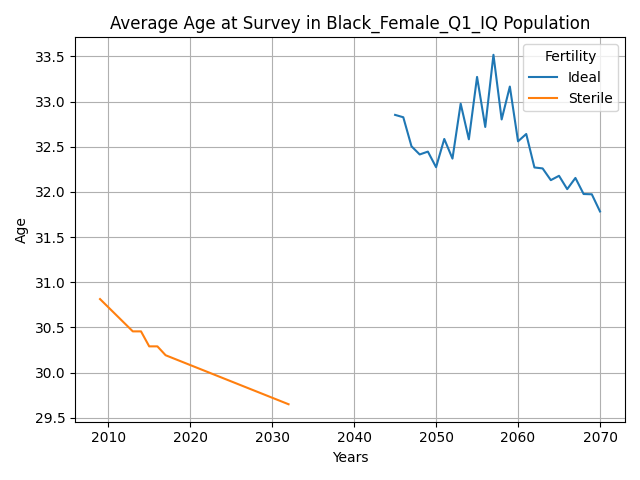 Average Age at Survey in Black_Female_Q1_IQ Population
Fertility
Ideal
Sterile
Age
33.5
33.0
32.5
32.0
31.5
31.0
30.5
30.0
29.5
2010 2020 2030 2040 2050 2060 2070
Years